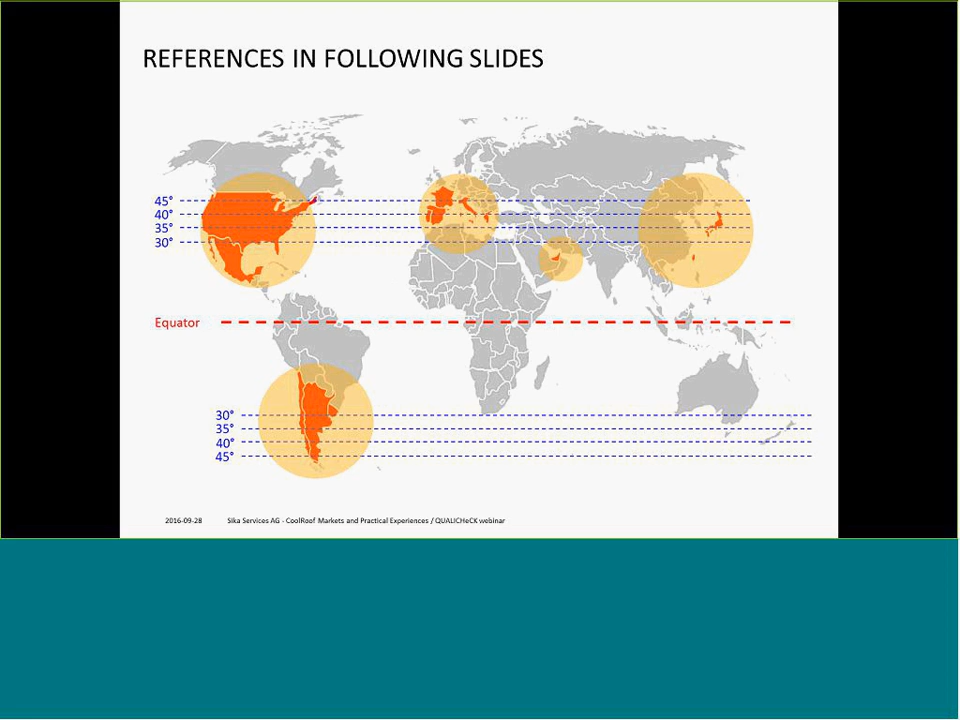 REFERENCES IN FOLLOWING SLIDES
45°
40°
35°
30°
Equator
30°
35°
40°
45°
2016-09-28 Sika Services AG - CoolRoof Markets and Practical Experiences / QUALICHeCK webinar